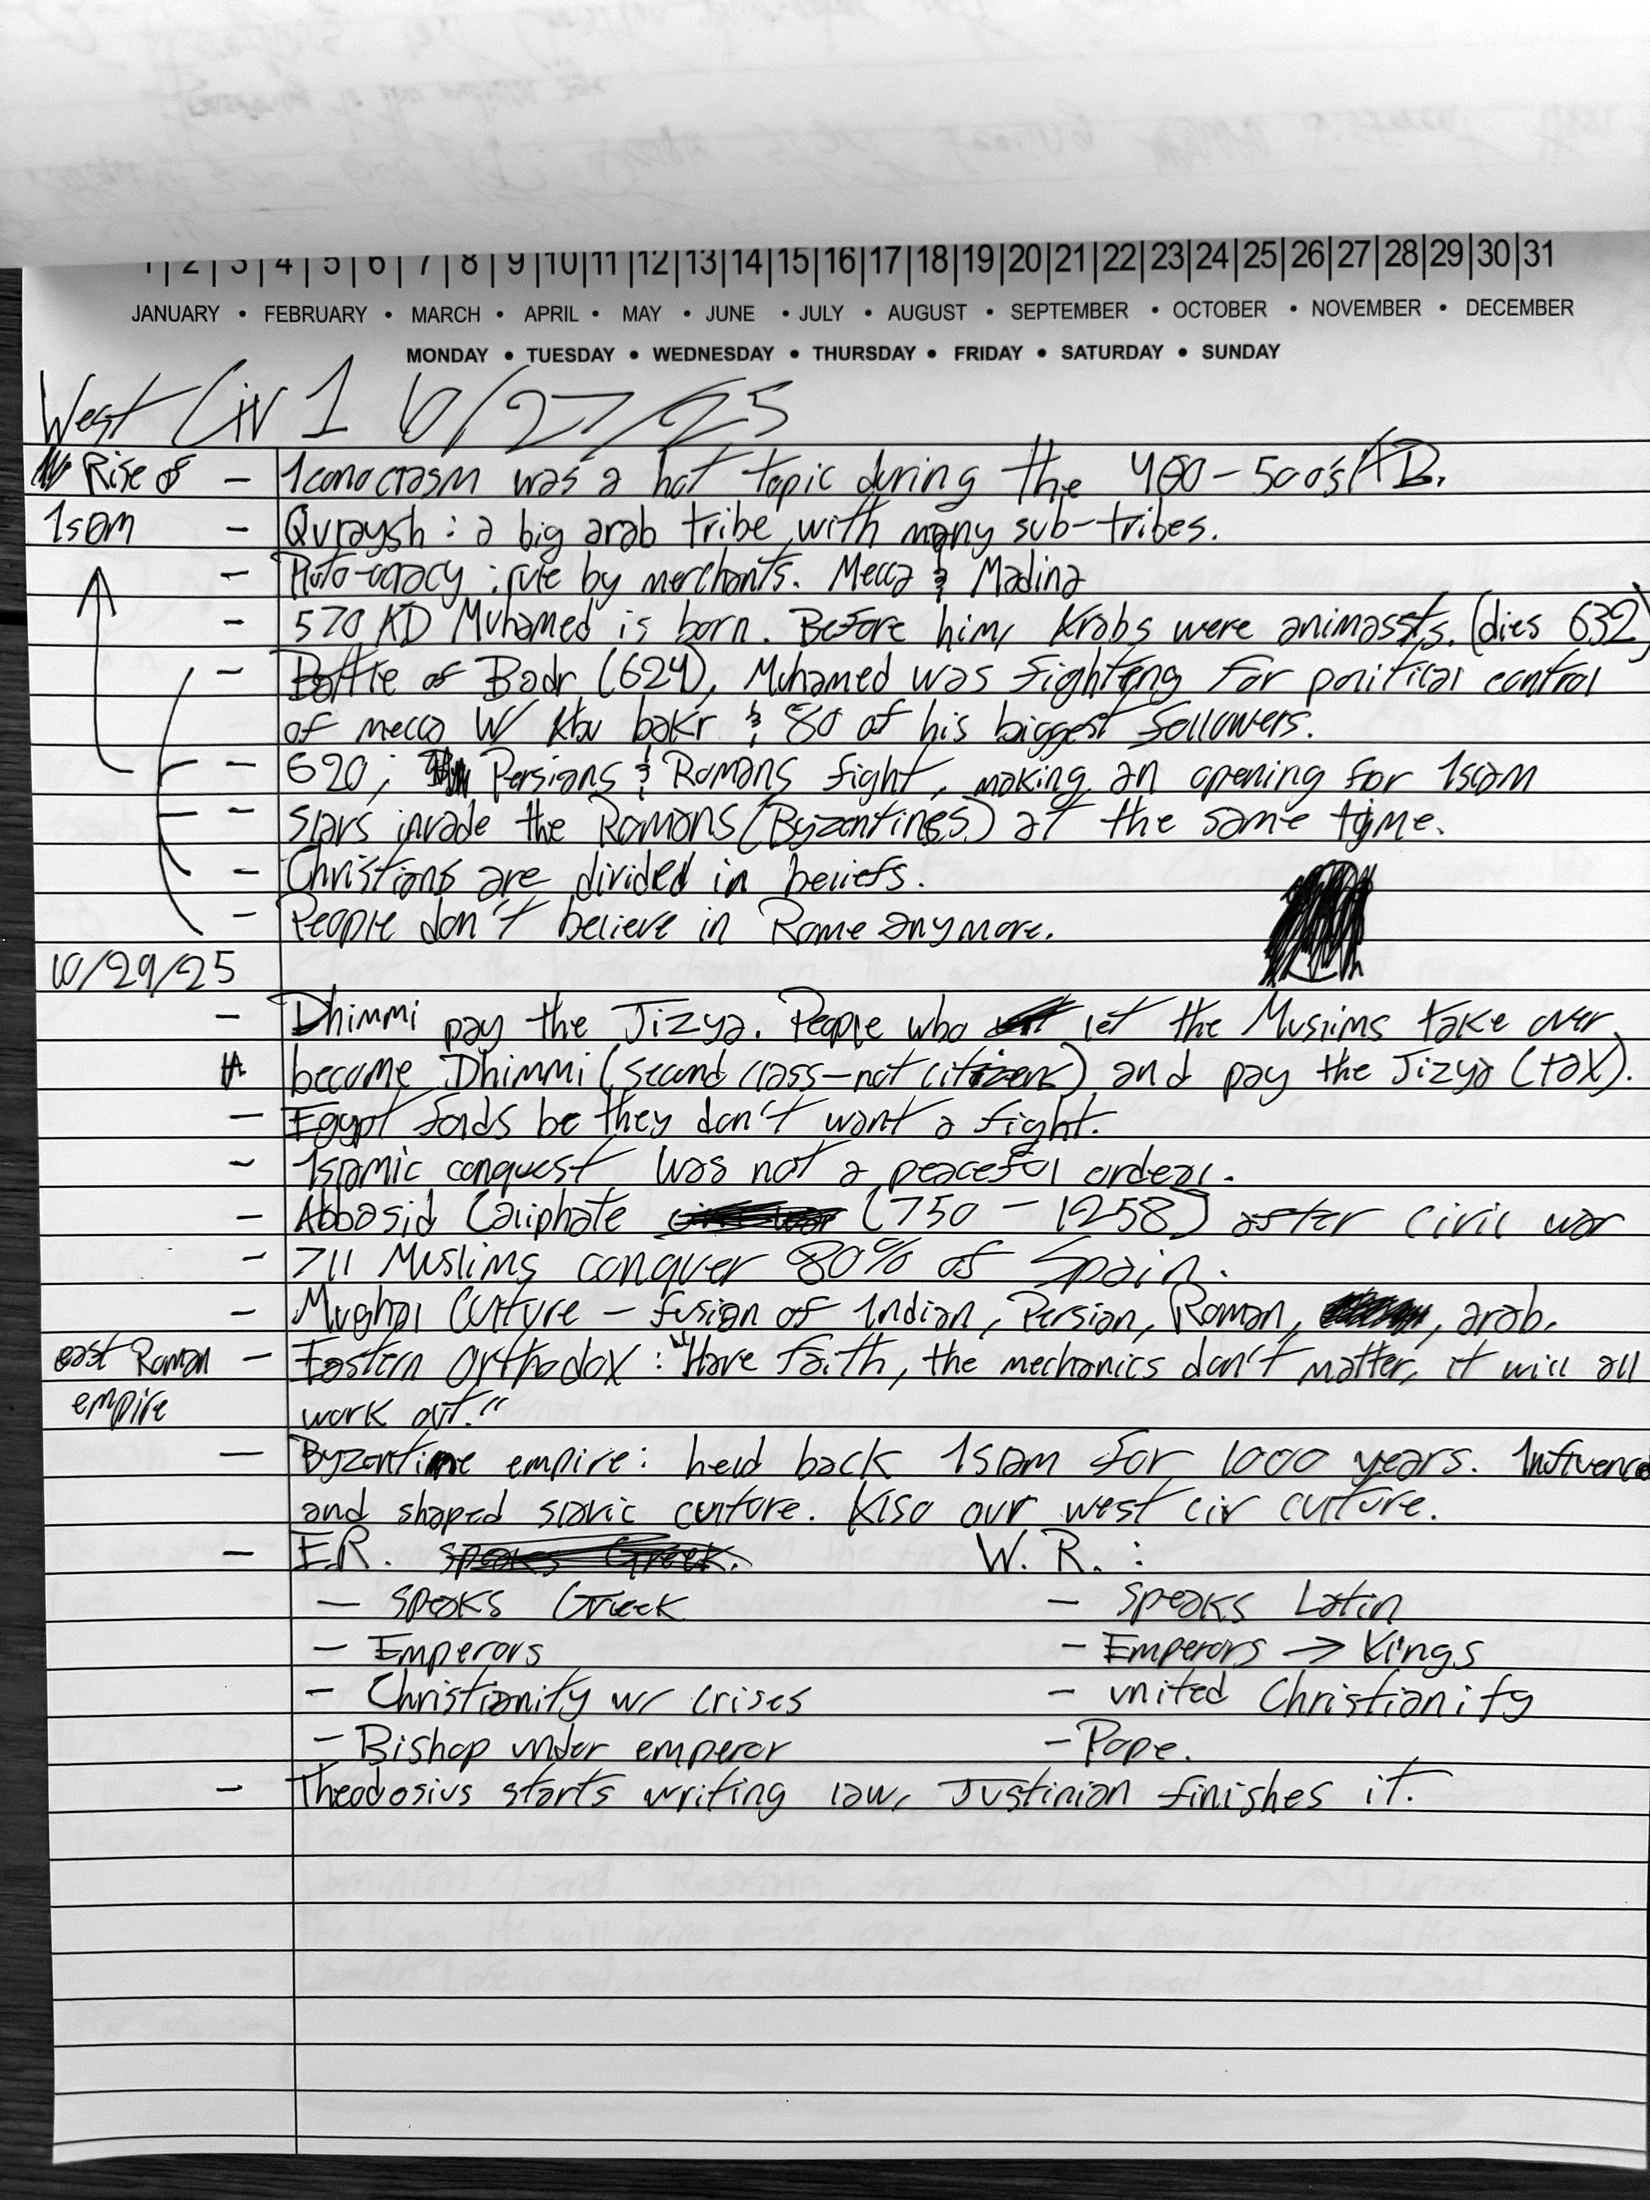 1 2 3 4 5 6 7 8 9 10 11 12 13 14 15 16 17 18 19 20 21 22 23 24 25 26 27 28 29 30 31
JANUARY • FEBRUARY • MARCH • APRIL • MAY • JUNE • JULY • AUGUST • SEPTEMBER • OCTOBER • NOVEMBER • DECEMBER
MONDAY • TUESDAY • WEDNESDAY • THURSDAY • FRIDAY • SATURDAY • SUNDAY
West Civ 1 10/27/25
Rise of - Iconoclasm was a hot topic during the 400-500's AD.
Islam - Quraysh: a big arab tribe with many sub-tribes.
- Pluto-cracy: rule by merchants. Mecca & Madina
- 570 AD Muhamed is born. Before him, Arabs were animassts. (dies 632)
- Battle of Badr (624), Muhamed was fighting for political control
of mecca w/ Abu bakr & 80 of his biggest followers.
- 620; Persians & Romans fight, making an opening for Islam
- Slavs invade the Romans (Byzantines) at the same time.
- Christians are divided in beliefs.
- People don't believe in Rome anymore.
10/29/25
- Dhimmi pay the Jizya. People who let the Muslims take over
become Dhimmi (second class-not citizens) and pay the Jizya (tax).
- Egypt folds bc they don't want a fight.
- Islamic conquest was not a peaceful ordeal.
- Abbasid Caliphate (750 - 1258) after civil war
- 711 Muslims conquer 80% of Spain.
- Mughal Culture - fusion of Indian, Persian, Roman, , arab.
east Roman - Eastern Orthodox: "Have faith, the mechanics don't matter, it will all
empire work out."
- Byzantine empire: held back Islam for 1000 years. Influenced
and shaped slavic culture. Also our west civ culture.
- ER. W. R. :
- speaks Greek - speaks Latin
- Emperors - Emperors → Kings
- Christianity w/ crises - united Christianity
- Bishop under emperor - Pope.
- Theodosius starts writing law, Justinian finishes it.